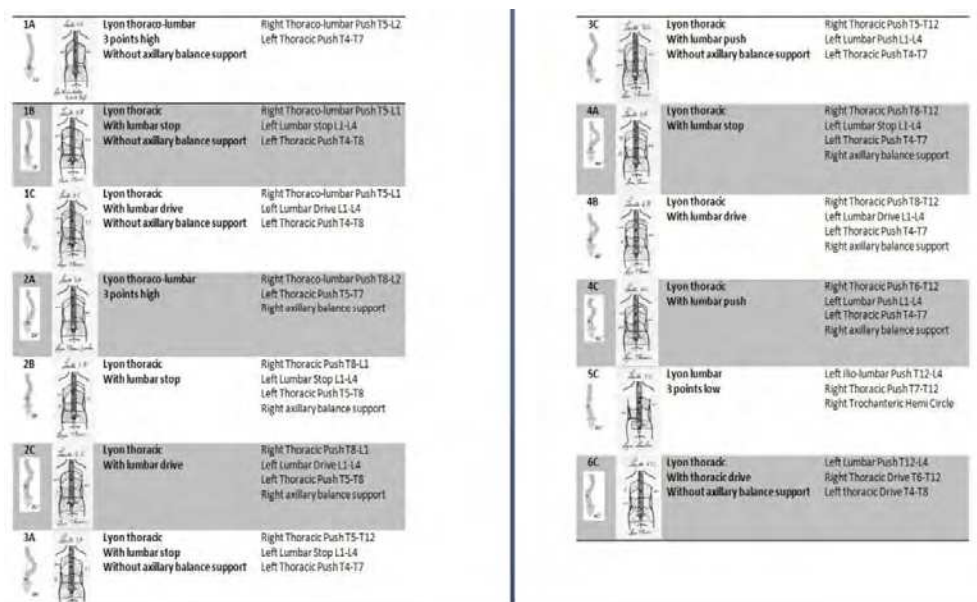 1A
Lyon thoraco-lumbar
3 points high
Without axillary balance support
Right Thoraco-lumbar Push T5-L2
Left Thoracic Push T4-T7
1B
Lyon thoracic
With lumbar stop
Without axillary balance support
Right Thoraco-lumbar Push T5-L1
Left Lumbar stop L1-L4
Left Thoracic Push T4-T8
1C
Lyon thoracic
With lumbar drive
Without axillary balance support
Right Thoraco-lumbar Push T5-L1
Left Lumbar Drive L1-L4
Left Thoracic Push T4-T8
2A
Lyon thoraco-lumbar
3 points high
Right Thoraco-lumbar Push T8-L2
Left Thoracic Push T5-T7
Right axillary balance support
2B
Lyon thoracic
With lumbar stop
Right Thoracic Push T8-L1
Left Lumbar Stop L1-L4
Left Thoracic Push T5-T8
Right axillary balance support
2C
Lyon thoracic
With lumbar drive
Right Thoracic Push T8-L1
Left Lumbar Drive L1-L4
Left Thoracic Push T5-T8
Right axillary balance support
3A
Lyon thoracic
With lumbar stop
Without axillary balance support
Right Thoracic Push T5-T12
Left Lumbar Stop L1-L4
Left Thoracic Push T4-T7
3C
Lyon thoracic
With lumbar push
Without axillary balance support
Right Thoracic Push T5-T12
Left Lumbar Push L1-L4
Left Thoracic Push T4-T7
4A
Lyon thoracic
With lumbar stop
Right Thoracic Push T8-T12
Left Lumbar Stop L1-L4
Left Thoracic Push T4-T7
Right axillary balance support
4B
Lyon thoracic
With lumbar drive
Right Thoracic Push T8-T12
Left Lumbar Drive L1-L4
Left Thoracic Push T4-T7
Right axillary balance support
4C
Lyon thoracic
With lumbar push
Right Thoracic Push T6-T12
Left Lumbar Push L1-L4
Left Thoracic Push T4-T7
Right axillary balance support
5C
Lyon lumbar
3 points low
Left Ilio-lumbar Push T12-L4
Right Thoracic Push T7-T12
Right Trochanteric Hemi Circle
6C
Lyon thoracic
With thoracic drive
Without axillary balance support
Left Lumbar Push T12-L4
Right Thoracic Drive T6-T12
Left thoracic Drive T4-T8